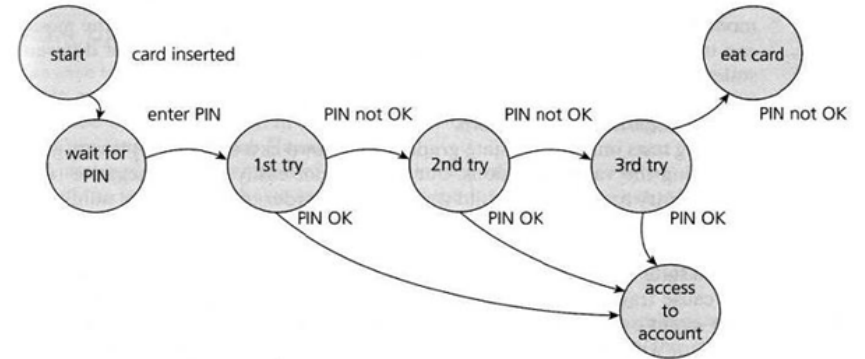 start
card inserted
eat card
enter PIN
PIN not OK
PIN not OK
PIN not OK
wait for
PIN
1st try
2nd try
3rd try
PIN OK
PIN OK
PIN OK
access
to
account